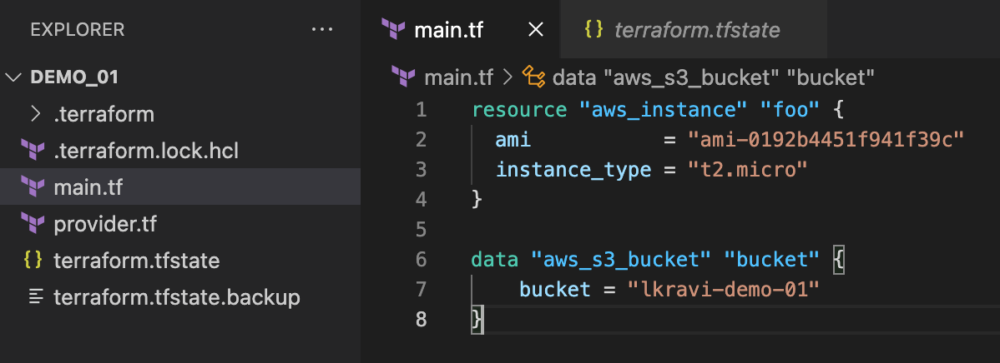 EXPLORER ...
DEMO_01
.terraform
.terraform.lock.hcl
main.tf
provider.tf
{} terraform.tfstate
terraform.tfstate.backup
main.tf
{} terraform.tfstate
main.tf > data "aws_s3_bucket" "bucket"
1 resource "aws_instance" "foo" {
2   ami           = "ami-0192b4451f941f39c"
3   instance_type = "t2.micro"
4 }
5
6 data "aws_s3_bucket" "bucket" {
7     bucket = "lkravi-demo-01"
8 }